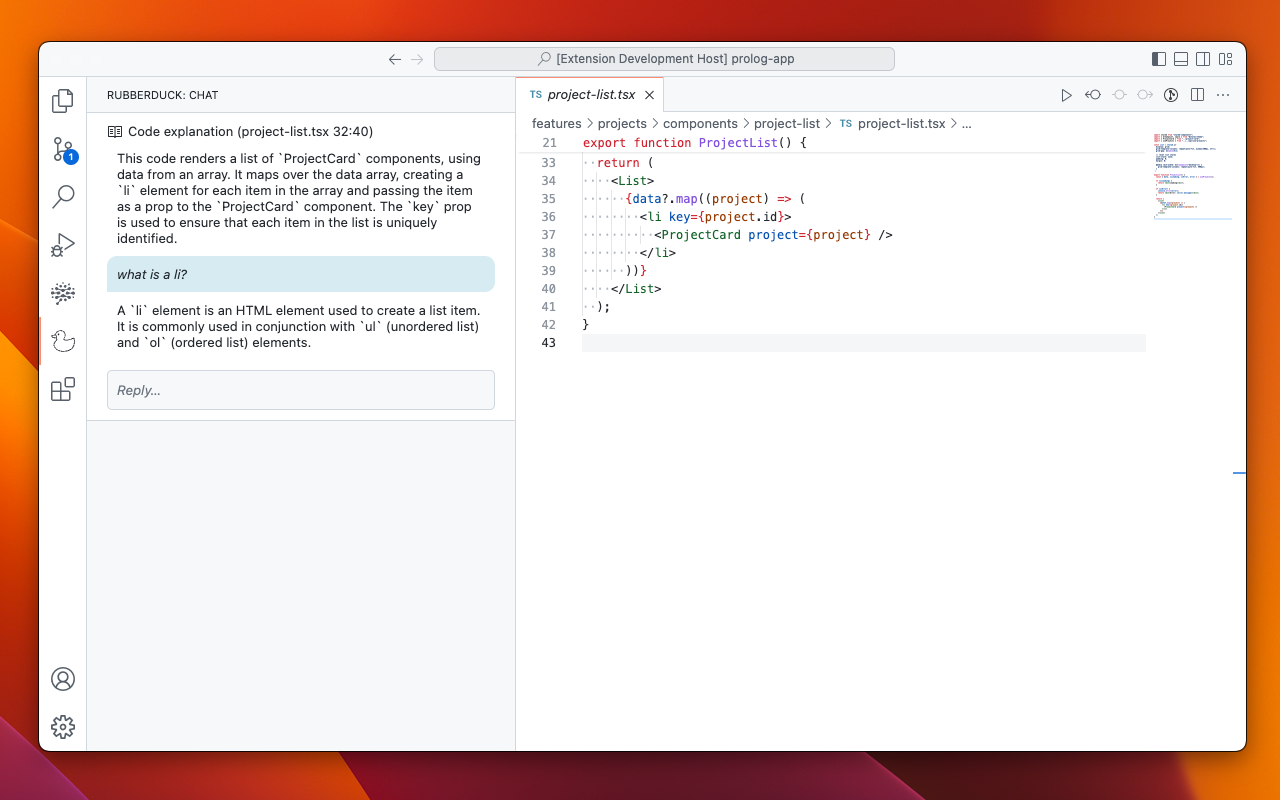 [Extension Development Host] prolog-app
1
RUBBERDUCK: CHAT
Code explanation (project-list.tsx 32:40)
This code renders a list of `ProjectCard` components, using
data from an array. It maps over the data array, creating a
`li` element for each item in the array and passing the item
as a prop to the `ProjectCard` component. The `key` prop
is used to ensure that each item in the list is uniquely
identified.
what is a li?
A `li` element is an HTML element used to create a list item.
It is commonly used in conjunction with `ul` (unordered list)
and `ol` (ordered list) elements.
Reply...
TS project-list.tsx
features > projects > components > project-list > TS project-list.tsx > ...
21 export function ProjectList() {
33 ··return (
34 ····<List>
35 ······{data?.map((project) => (
36 ········<li key={project.id}>
37 ··········<ProjectCard project={project} />
38 ········</li>
39 ······))}
40 ····</List>
41 ··);
42 }
43